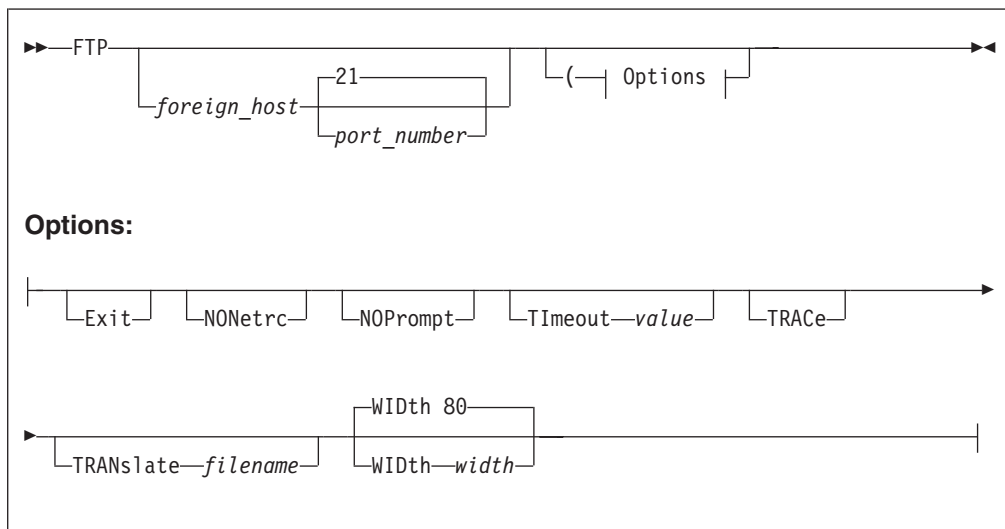 FTP
foreign_host
21
port_number
( Options
Options:
Exit NONetrc NOPrompt TImeout value TRACe
TRANslate filename
WIDth 80
WIDth width